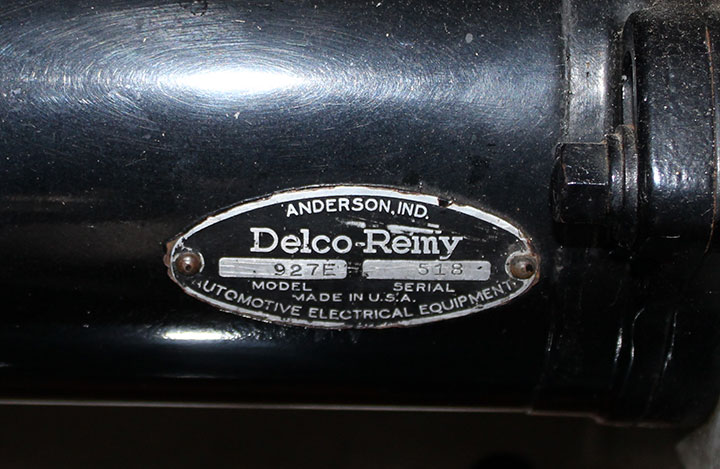 ANDERSON, IND.
Delco-Remy
927E 518
MODEL SERIAL
MADE IN U.S.A.
AUTOMOTIVE ELECTRICAL EQUIPMENT